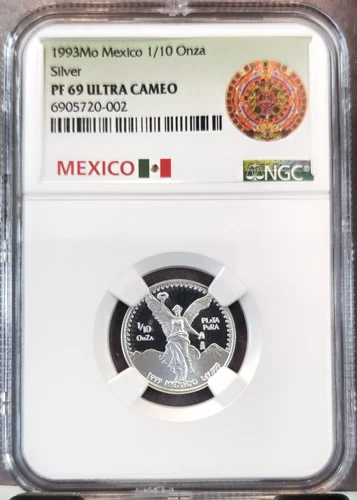 1993Mo Mexico 1/10 Onza
Silver
PF 69 ULTRA CAMEO
6905720-002
MEXICO
NGC
1/10
ONZA
PLATA
PURA
MEXICO